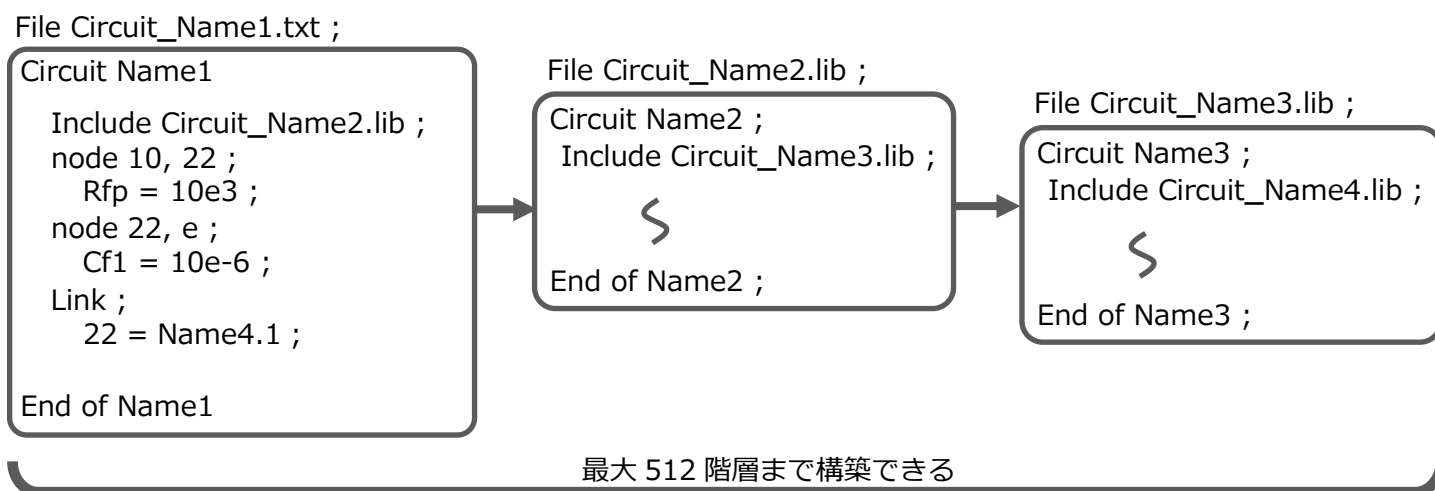 File Circuit_Name1.txt ;
Circuit Name1
Include Circuit_Name2.lib ;
node 10, 22 ;
Rfp = 10e3 ;
node 22, e ;
Cf1 = 10e-6 ;
Link ;
22 = Name4.1 ;
End of Name1
File Circuit_Name2.lib ;
Circuit Name2 ;
Include Circuit_Name3.lib ;
End of Name2 ;
File Circuit_Name3.lib ;
Circuit Name3 ;
Include Circuit_Name4.lib ;
End of Name3 ;
最大 512 階層まで構築できる